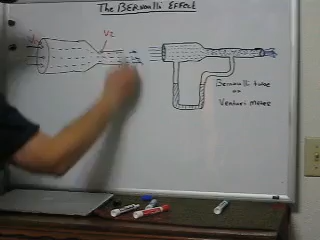 The Bernoulli Effect
V2
Bernoulli tube
or
Venturi Meter